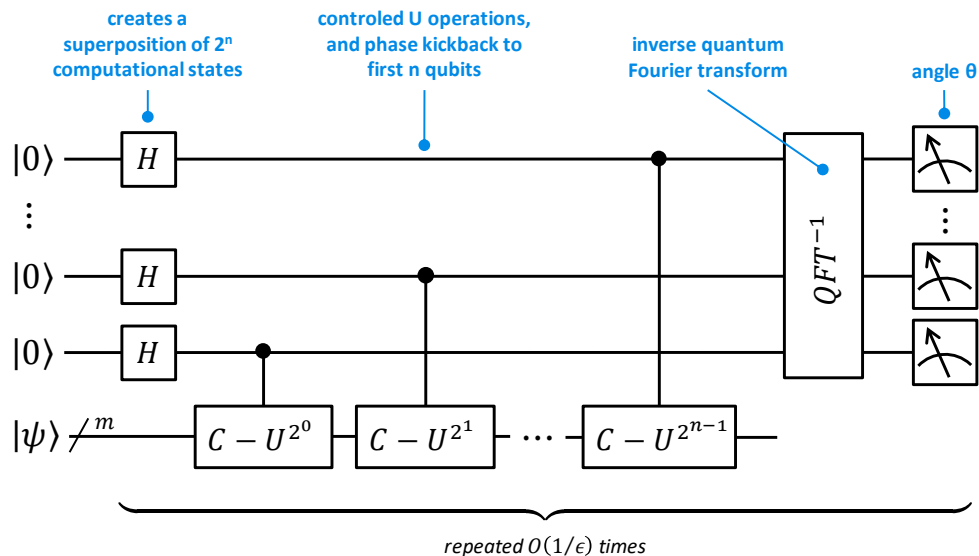 creates a
superposition of 2ⁿ
computational states
controled U operations,
and phase kickback to
first n qubits
inverse quantum
Fourier transform
angle θ
|0⟩
H
⋮
⋮
|0⟩
H
QFT⁻¹
|0⟩
H
|ψ⟩
m
C − U^{2^0}
C − U^{2^1}
⋯
C − U^{2^{n−1}}
repeated O(1/ϵ) times